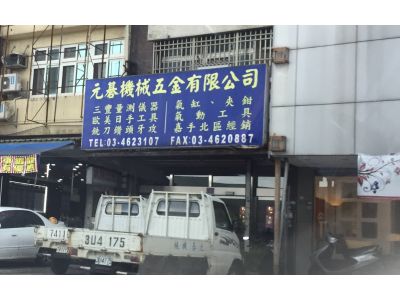 元碁機械五金有限公司
三豐量測儀器
歐美日手工具
銑刀鑽頭牙攻
氣缸、夾鉗
氣動工具
嘉手北區經銷
TEL:03-4623107 FAX:03-4620887
3U4 175
7411